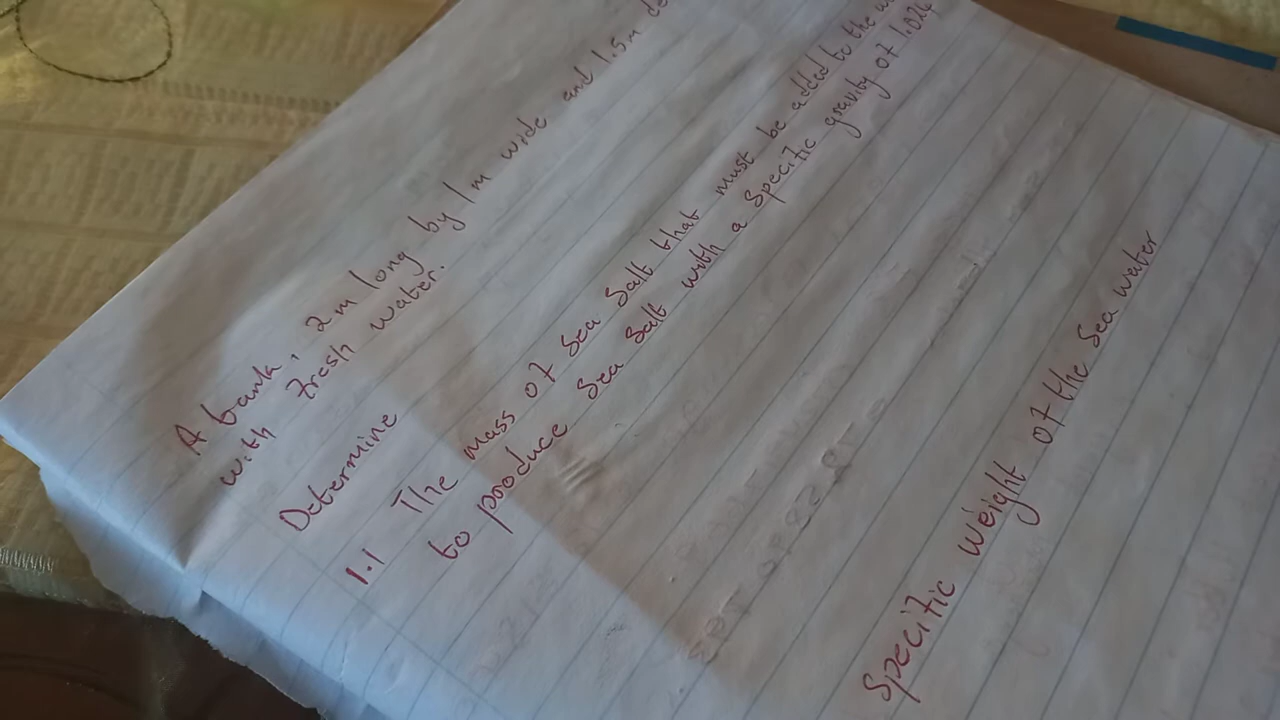 A tank, 2m long by 1m wide and 1.5m
with fresh water.
Determine
1.1 The mass of sea salt that must be added to the
to produce sea salt with a specific gravity of 1.024
Specific weight of the sea water